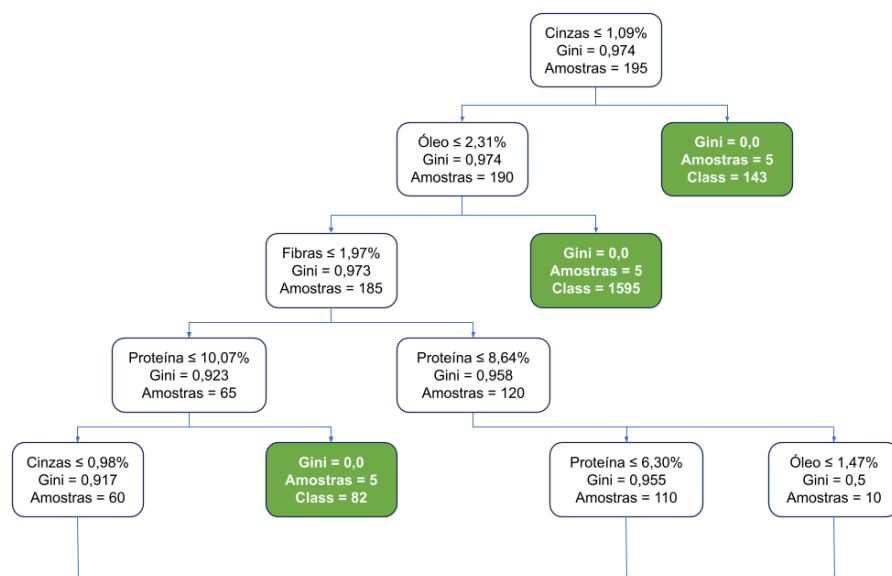 Cinzas ≤ 1,09%
Gini = 0,974
Amostras = 195
Óleo ≤ 2,31%
Gini = 0,974
Amostras = 190
Gini = 0,0
Amostras = 5
Class = 143
Fibras ≤ 1,97%
Gini = 0,973
Amostras = 185
Gini = 0,0
Amostras = 5
Class = 1595
Proteína ≤ 10,07%
Gini = 0,923
Amostras = 65
Proteína ≤ 8,64%
Gini = 0,958
Amostras = 120
Cinzas ≤ 0,98%
Gini = 0,917
Amostras = 60
Gini = 0,0
Amostras = 5
Class = 82
Proteína ≤ 6,30%
Gini = 0,955
Amostras = 110
Óleo ≤ 1,47%
Gini = 0,5
Amostras = 10